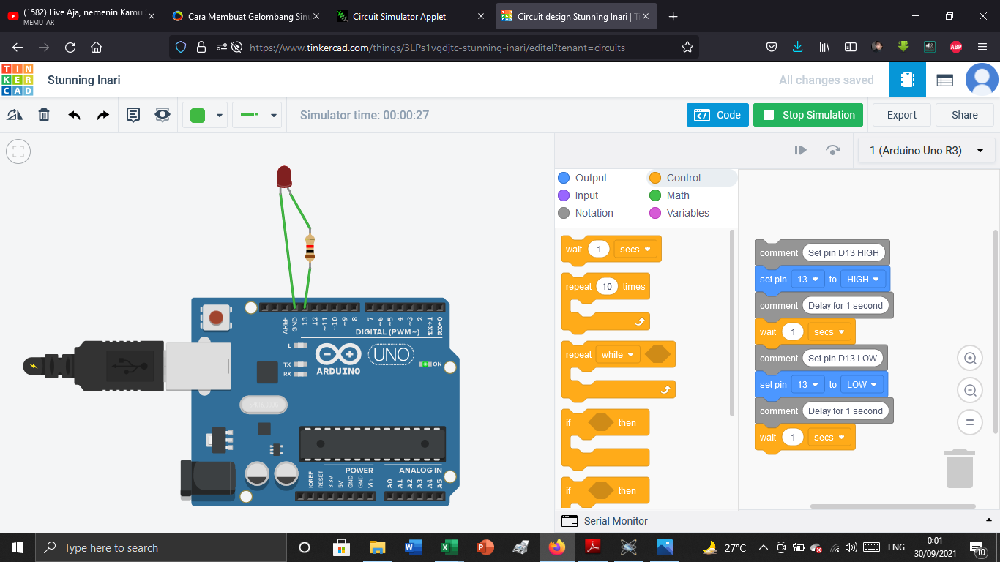 (1582) Live Aja, nemenin Kamu
MEMUTAR
Cara Membuat Gelombang Sinu
Circuit Simulator Applet
Circuit design Stunning Inari | Ti
https://www.tinkercad.com/things/3LPs1vgdjtc-stunning-inari/editel?tenant=circuits
ABP
TIN
KER
CAD
Stunning Inari
All changes saved
Simulator time: 00:00:27
Code
Stop Simulation
Export
Share
1 (Arduino Uno R3)
Output
Control
Input
Math
Notation
Variables
wait 1 secs
repeat 10 times
repeat while
if then
if then
comment Set pin D13 HIGH
set pin 13 to HIGH
comment Delay for 1 second
wait 1 secs
comment Set pin D13 LOW
set pin 13 to LOW
comment Delay for 1 second
wait 1 secs
AREF
GND
13
12
~11
~10
~9
8
7
~6
~5
4
~3
2
TX→1
RX←0
DIGITAL (PWM~)
L
TX
RX
ARDUINO
UNO
ON
POWER
ANALOG IN
IOREF
RESET
3.3V
5V
GND
GND
Vin
A0
A1
A2
A3
A4
A5
Serial Monitor
Type here to search
27°C
ENG
0:01
30/09/2021
10